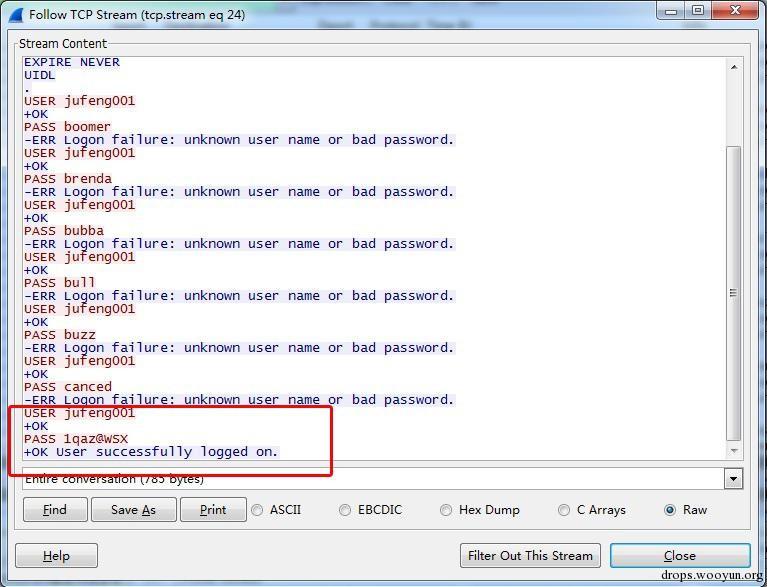 Follow TCP Stream (tcp.stream eq 24)
Stream Content
EXPIRE NEVER
UIDL
.
USER jufeng001
+OK
PASS boomer
-ERR Logon failure: unknown user name or bad password.
USER jufeng001
+OK
PASS brenda
-ERR Logon failure: unknown user name or bad password.
USER jufeng001
+OK
PASS bubba
-ERR Logon failure: unknown user name or bad password.
USER jufeng001
+OK
PASS bull
-ERR Logon failure: unknown user name or bad password.
USER jufeng001
+OK
PASS buzz
-ERR Logon failure: unknown user name or bad password.
USER jufeng001
+OK
PASS canced
-ERR Logon failure: unknown user name or bad password.
USER jufeng001
+OK
PASS 1qaz@WSX
+OK User successfully logged on.
Entire conversation (785 bytes)
Find Save As Print ASCII EBCDIC Hex Dump C Arrays Raw
Help Filter Out This Stream Close
drops.wooyun.org